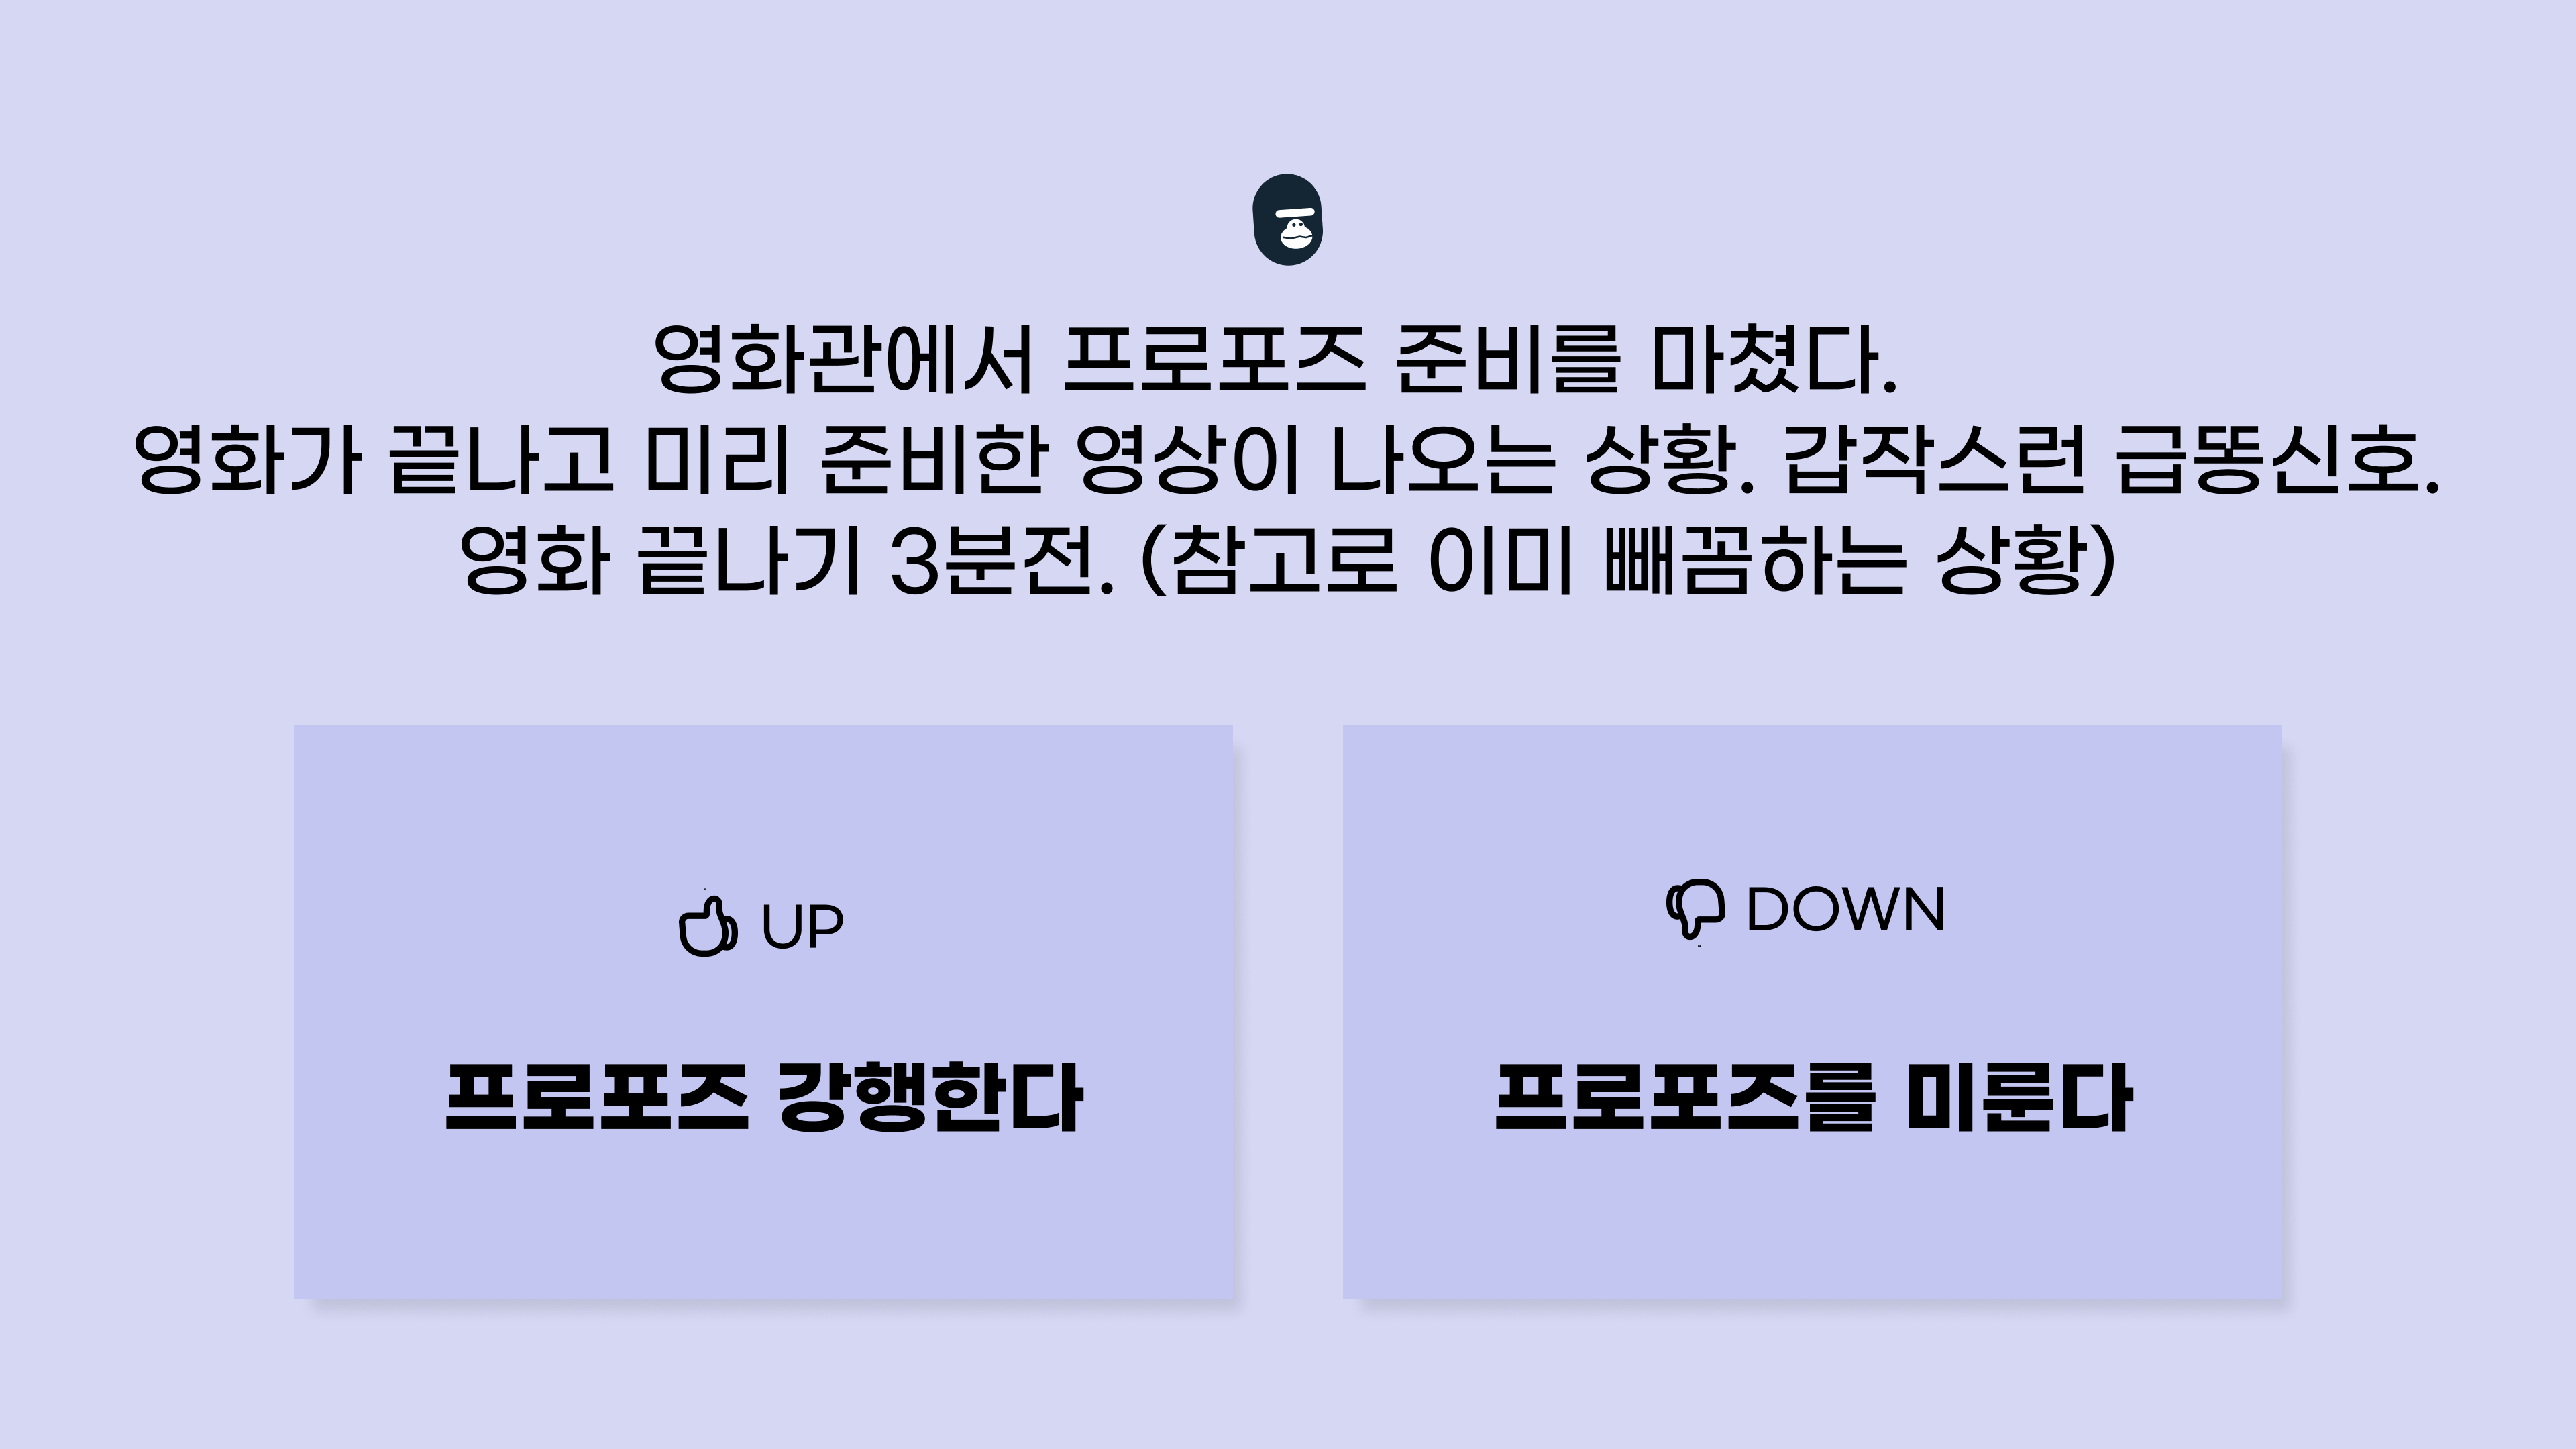 영화관에서 프로포즈 준비를 마쳤다.
영화가 끝나고 미리 준비한 영상이 나오는 상황. 갑작스런 급똥신호.
영화 끝나기 3분전. (참고로 이미 빼꼼하는 상황)
UP
프로포즈 강행한다
DOWN
프로포즈를 미룬다